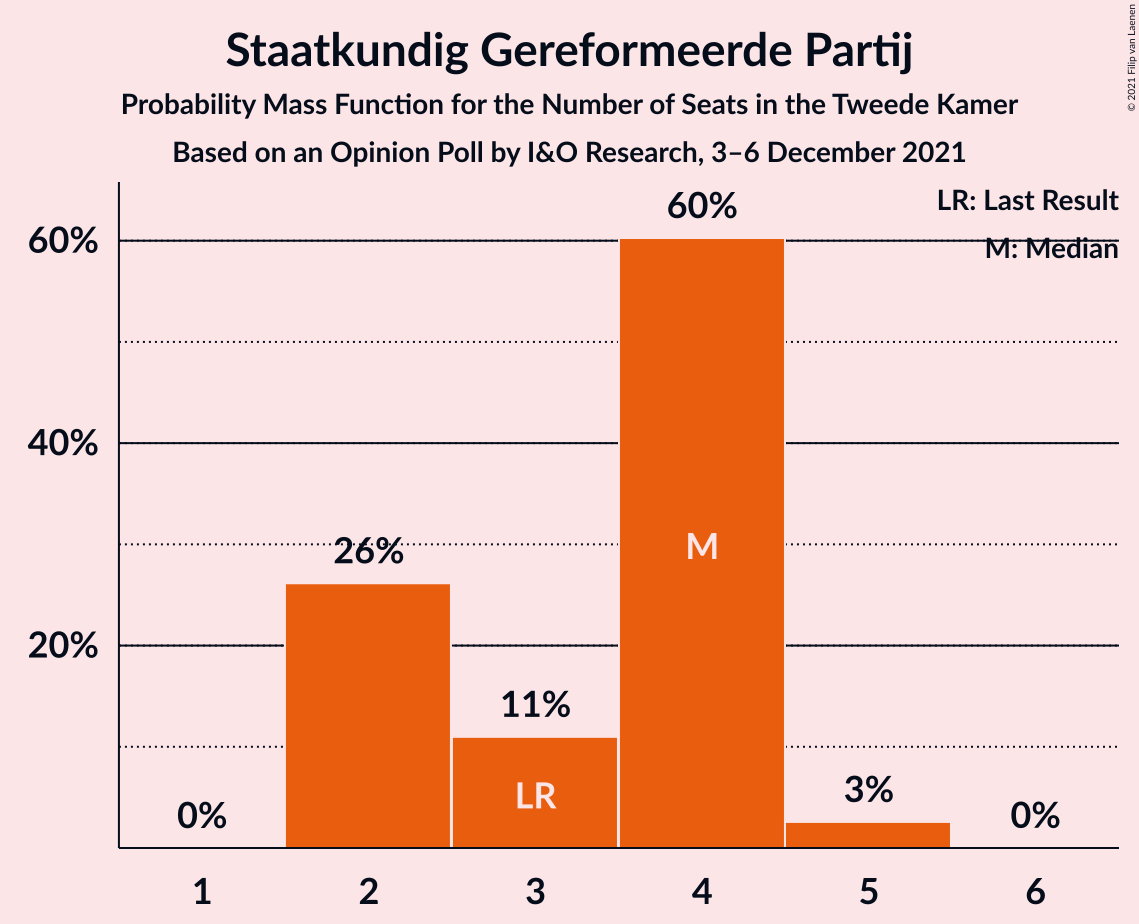 Staatkundig Gereformeerde Partij
Probability Mass Function for the Number of Seats in the Tweede Kamer
Based on an Opinion Poll by I&O Research, 3–6 December 2021
© 2021 Filip van Laenen
LR: Last Result
M: Median
60%
40%
20%
0%
26%
11%
60%
3%
0%
LR
M
1 2 3 4 5 6